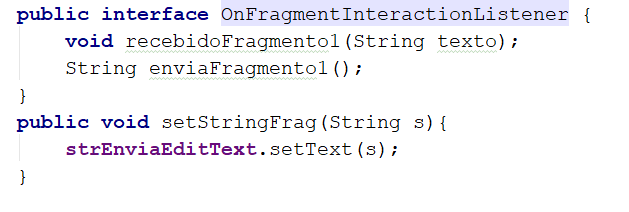 public interface OnFragmentInteractionListener {
    void recebidoFragmento1(String texto);
    String enviaFragmento1();
}
public void setStringFrag(String s){
    strEnviaEditText.setText(s);
}